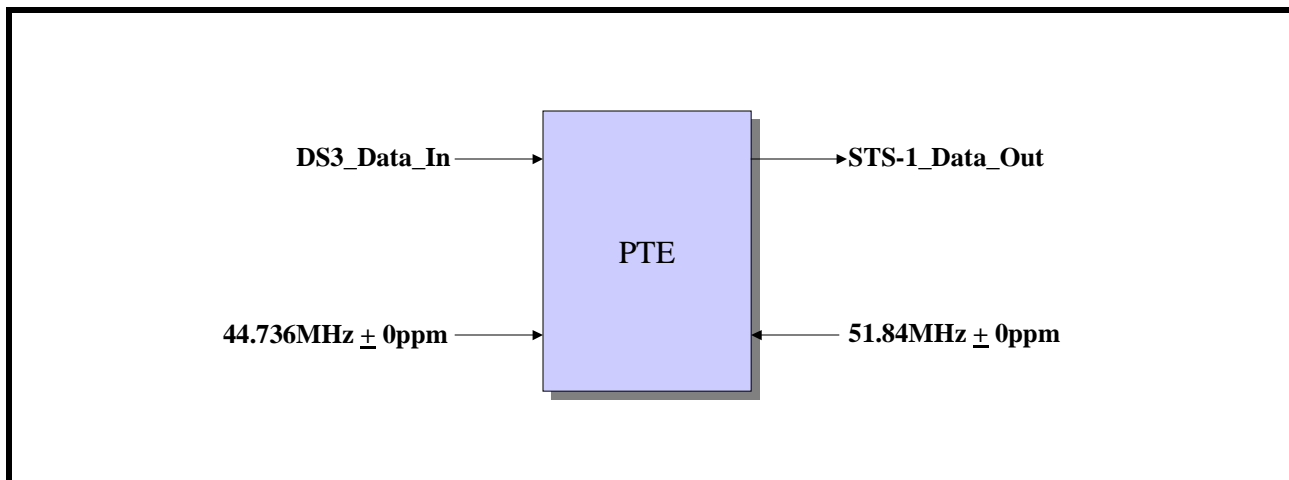 DS3_Data_In
STS-1_Data_Out
PTE
44.736MHz ± 0ppm
51.84MHz ± 0ppm